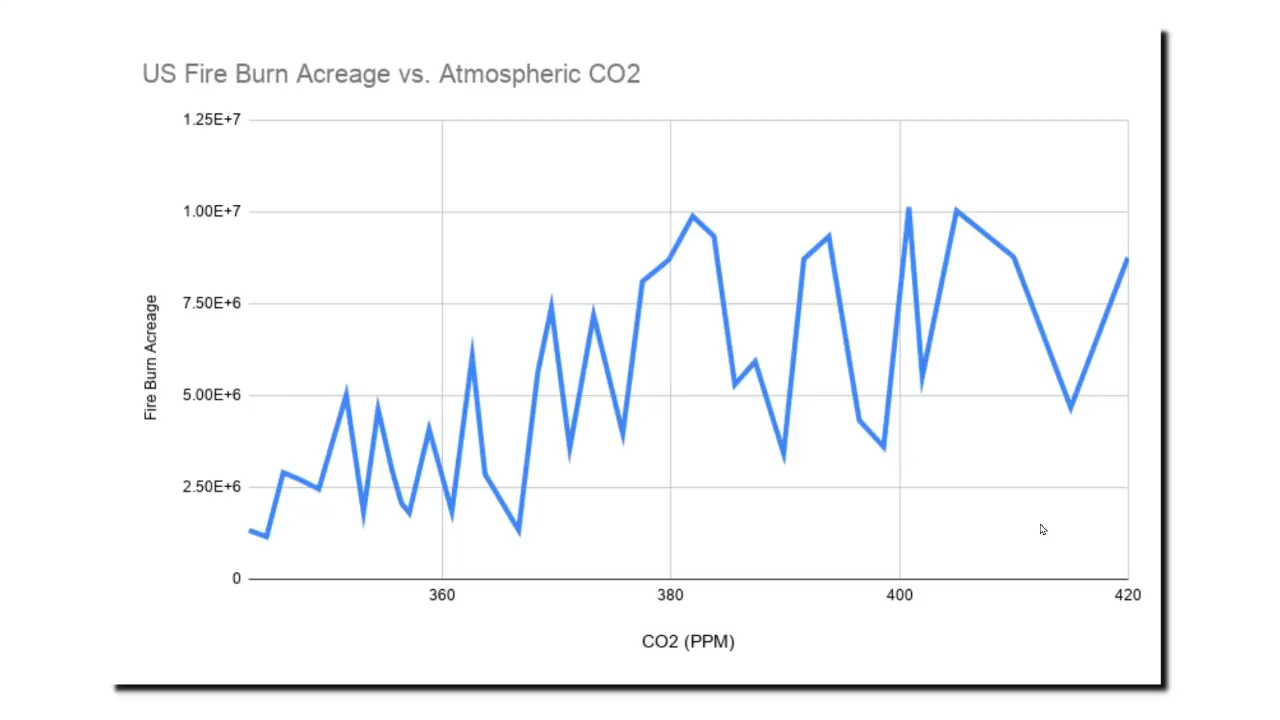 US Fire Burn Acreage vs. Atmospheric CO2
1.25E+7
1.00E+7
7.50E+6
5.00E+6
2.50E+6
0
Fire Burn Acreage
360
380
400
420
CO2 (PPM)